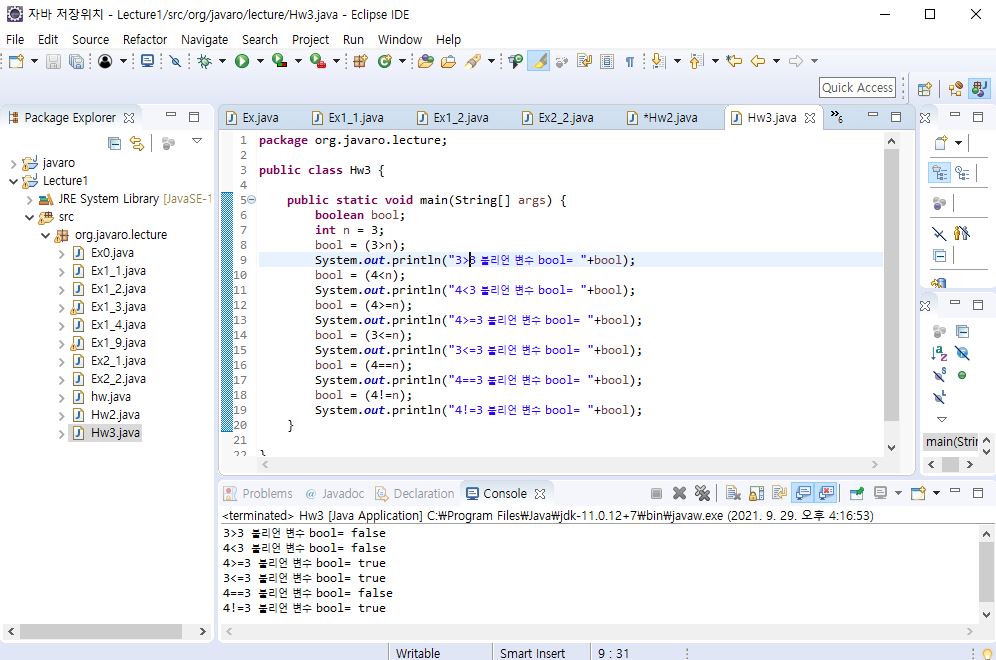 자바 저장위치 - Lecture1/src/org/javaro/lecture/Hw3.java - Eclipse IDE
File Edit Source Refactor Navigate Search Project Run Window Help
Quick Access
Package Explorer
javaro
Lecture1
JRE System Library [JavaSE-1
src
org.javaro.lecture
Ex0.java
Ex1_1.java
Ex1_2.java
Ex1_3.java
Ex1_4.java
Ex1_9.java
Ex2_1.java
Ex2_2.java
hw.java
Hw2.java
Hw3.java
Ex.java Ex1_1.java Ex1_2.java Ex2_2.java *Hw2.java Hw3.java »6
1 package org.javaro.lecture;
2
3 public class Hw3 {
4
5 public static void main(String[] args) {
6 boolean bool;
7 int n = 3;
8 bool = (3>n);
9 System.out.println("3>3 불리언 변수 bool= "+bool);
10 bool = (4<n);
11 System.out.println("4<3 불리언 변수 bool= "+bool);
12 bool = (4>=n);
13 System.out.println("4>=3 불리언 변수 bool= "+bool);
14 bool = (3<=n);
15 System.out.println("3<=3 불리언 변수 bool= "+bool);
16 bool = (4==n);
17 System.out.println("4==3 불리언 변수 bool= "+bool);
18 bool = (4!=n);
19 System.out.println("4!=3 불리언 변수 bool= "+bool);
20 }
21
22 }
main(Strin
Problems @ Javadoc Declaration Console
<terminated> Hw3 [Java Application] C:₩Program Files₩Java₩jdk-11.0.12+7₩bin₩javaw.exe (2021. 9. 29. 오후 4:16:53)
3>3 불리언 변수 bool= false
4<3 불리언 변수 bool= false
4>=3 불리언 변수 bool= true
3<=3 불리언 변수 bool= true
4==3 불리언 변수 bool= false
4!=3 불리언 변수 bool= true
Writable Smart Insert 9 : 31